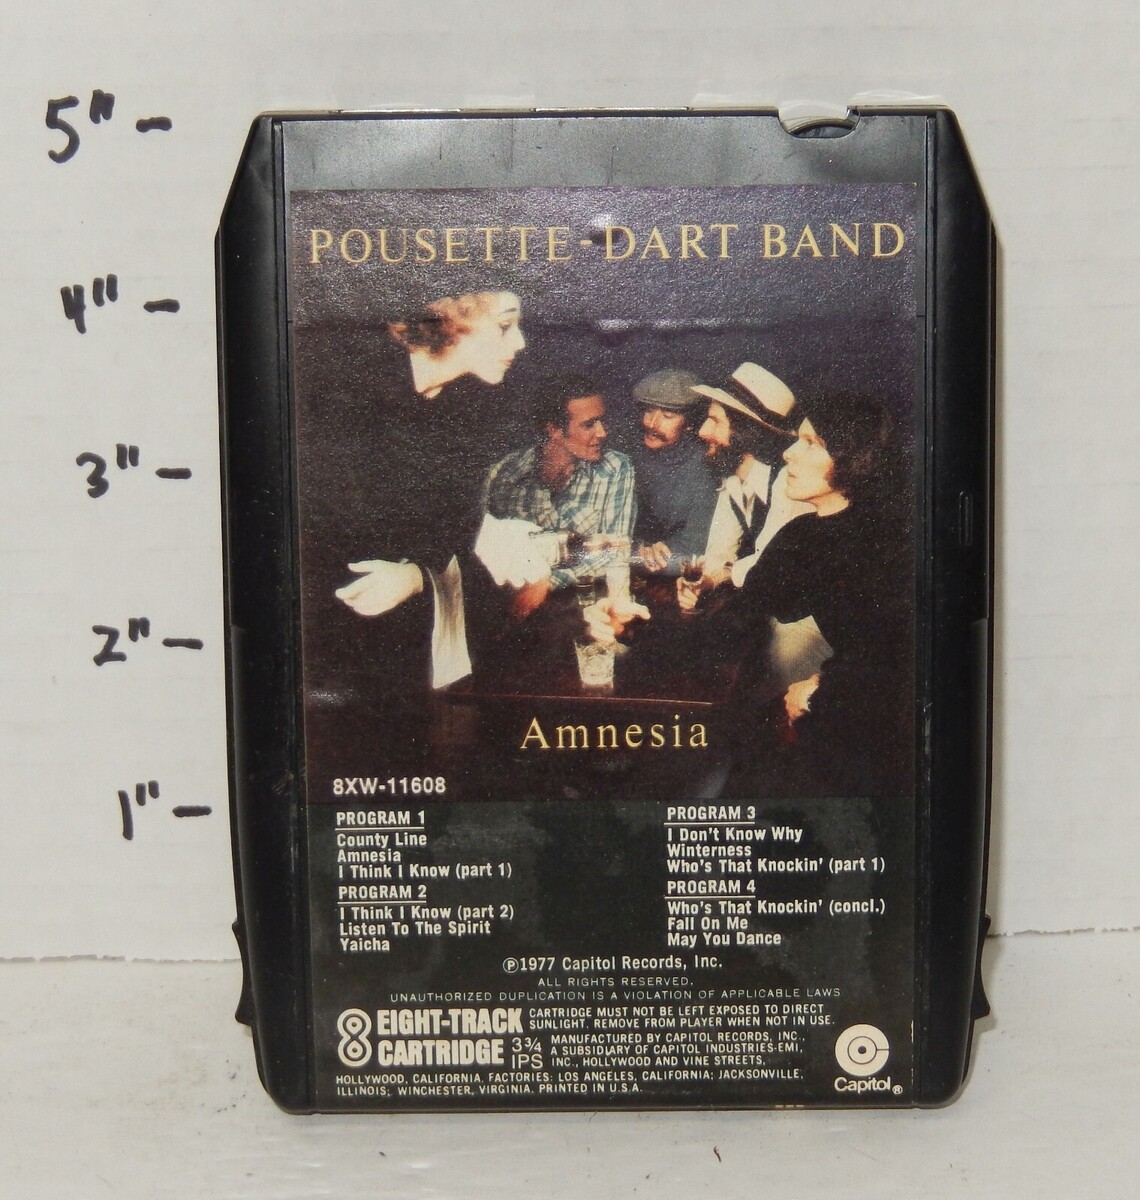 5" -
4" -
3" -
2" -
1" -
POUSETTE-DART BAND
Amnesia
8XW-11608
PROGRAM 1
County Line
Amnesia
I Think I Know (part 1)
PROGRAM 2
I Think I Know (part 2)
Listen To The Spirit
Yaicha
PROGRAM 3
I Don't Know Why
Winterness
Who's That Knockin' (part 1)
PROGRAM 4
Who's That Knockin' (concl.)
Fall On Me
May You Dance
℗1977 Capitol Records, Inc.
ALL RIGHTS RESERVED.
UNAUTHORIZED DUPLICATION IS A VIOLATION OF APPLICABLE LAWS
8 EIGHT-TRACK
CARTRIDGE
3¾
IPS
CARTRIDGE MUST NOT BE LEFT EXPOSED TO DIRECT
SUNLIGHT. REMOVE FROM PLAYER WHEN NOT IN USE.
MANUFACTURED BY CAPITOL RECORDS, INC.,
A SUBSIDIARY OF CAPITOL INDUSTRIES-EMI,
INC., HOLLYWOOD AND VINE STREETS,
HOLLYWOOD, CALIFORNIA. FACTORIES: LOS ANGELES, CALIFORNIA; JACKSONVILLE,
ILLINOIS; WINCHESTER, VIRGINIA. PRINTED IN U.S.A.
Capitol®